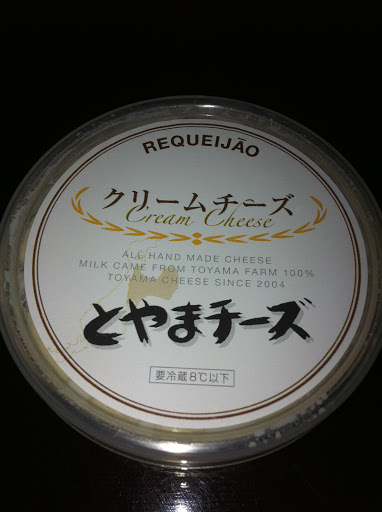 REQUEIJÃO
クリームチーズ
Cream Cheese
ALL HAND MADE CHEESE
MILK CAME FROM TOYAMA FARM 100%
TOYAMA CHEESE SINCE 2004
とやまチーズ
要冷蔵8℃以下